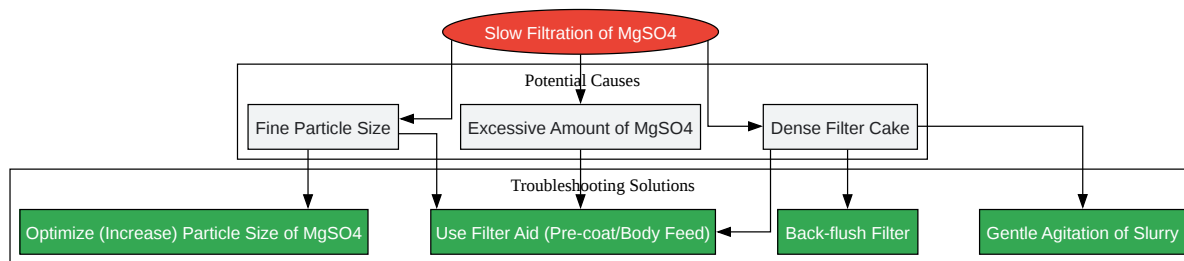 Slow Filtration of MgSO4
Potential Causes
Fine Particle Size
Excessive Amount of MgSO4
Dense Filter Cake
Troubleshooting Solutions
Optimize (Increase) Particle Size of MgSO4
Use Filter Aid (Pre-coat/Body Feed)
Back-flush Filter
Gentle Agitation of Slurry